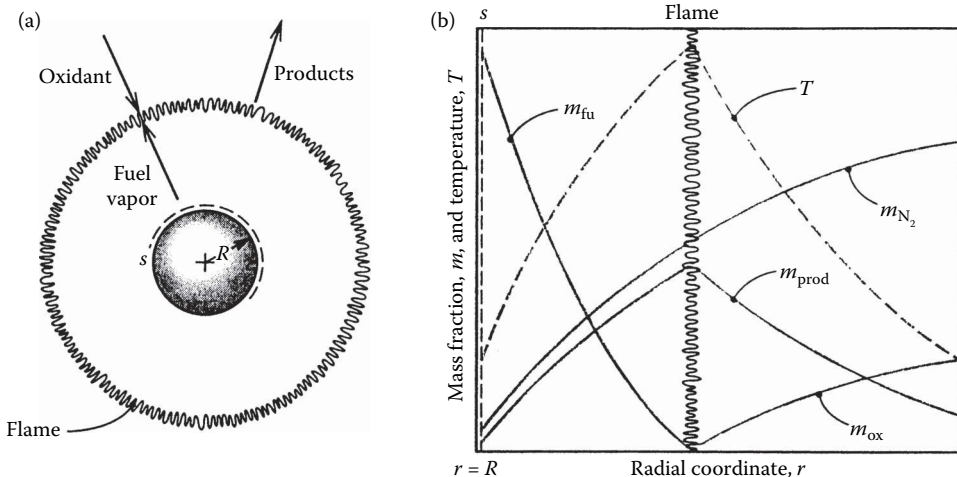 (a)
Oxidant
Products
Fuel
vapor
s
R
Flame
(b)
s
Flame
Mass fraction, m, and temperature, T
m_fu
T
m_N₂
m_prod
m_ox
r = R
Radial coordinate, r